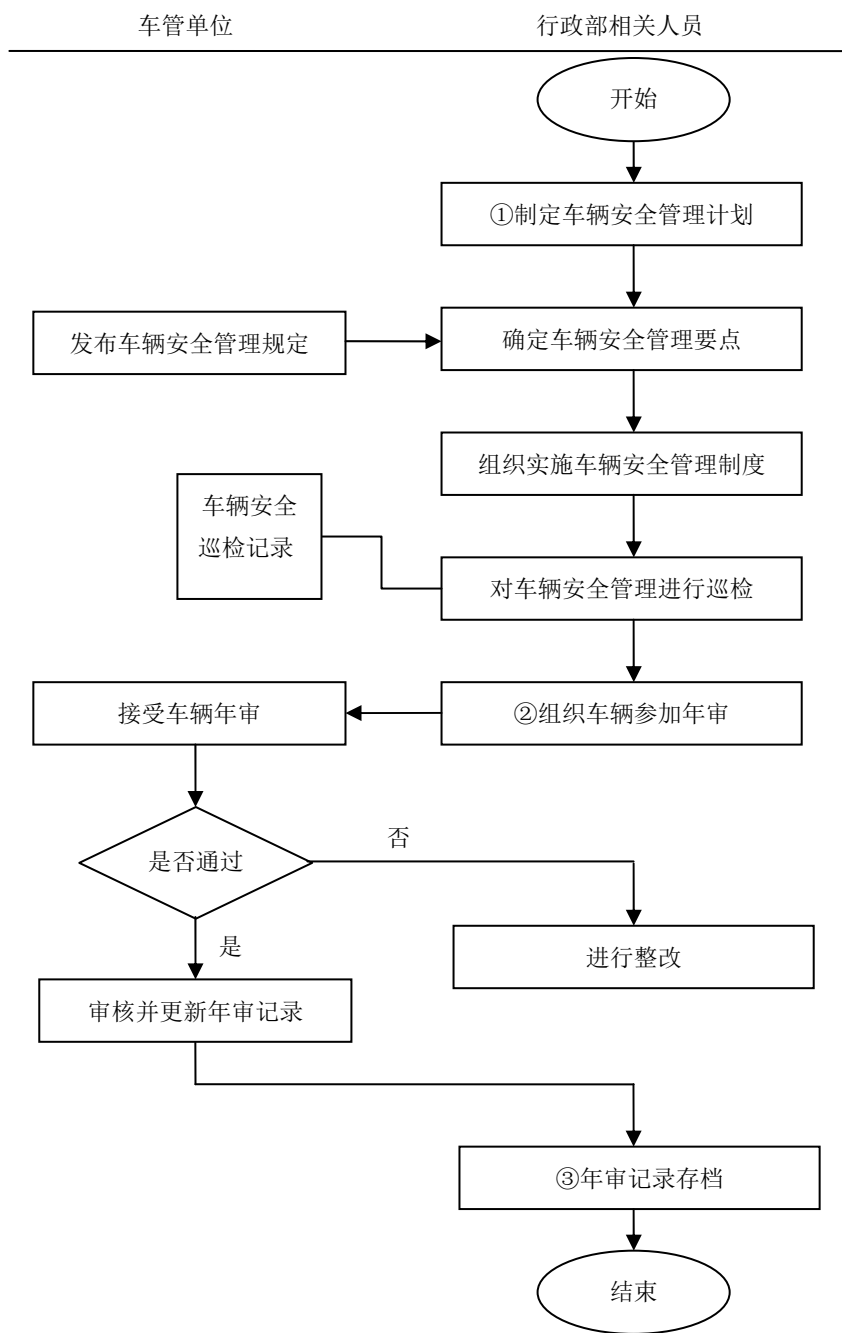 车管单位
行政部相关人员
开始
①制定车辆安全管理计划
发布车辆安全管理规定
确定车辆安全管理要点
组织实施车辆安全管理制度
车辆安全
巡检记录
对车辆安全管理进行巡检
接受车辆年审
②组织车辆参加年审
是否通过
否
是
进行整改
审核并更新年审记录
③年审记录存档
结束